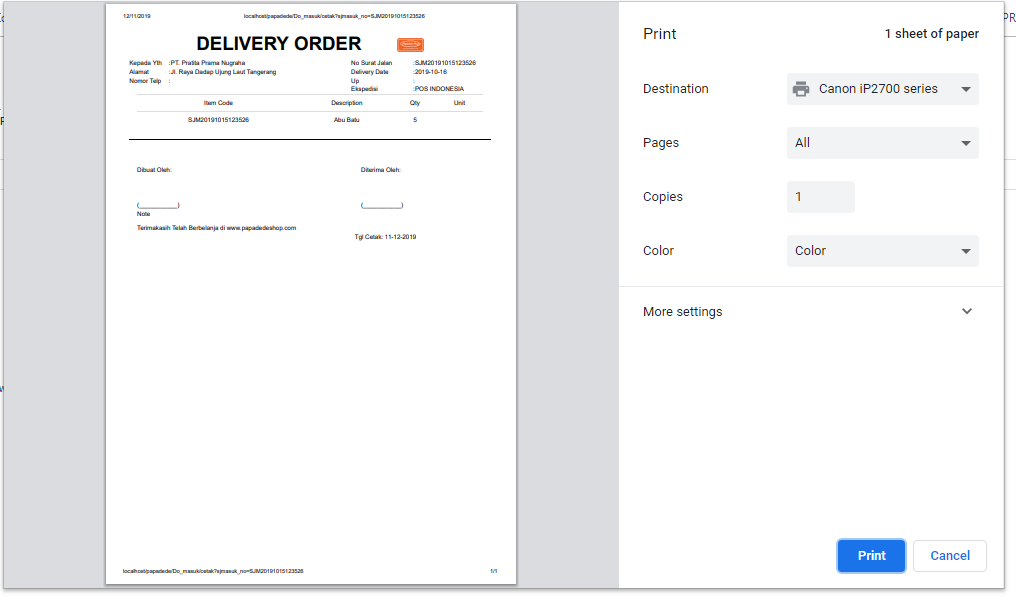 12/11/2019 localhost/papadede/Do_masuk/cetak?sjmasuk_no=SJM20191015123526
DELIVERY ORDER
Kepada Yth :PT. Pratita Prama Nugraha No Surat Jalan :SJM20191015123526
Alamat :Jl. Raya Dadap Ujung Laut Tangerang Delivery Date :2019-10-16
Nomor Telp : Up :
Ekspedisi :POS INDONESIA
Item Code Description Qty Unit
SJM20191015123526 Abu Batu 5
Dibuat Oleh: Diterima Oleh:
(____________) (____________)
Note
Terimakasih Telah Berbelanja di www.papadedeshop.com
Tgl Cetak: 11-12-2019
localhost/papadede/Do_masuk/cetak?sjmasuk_no=SJM20191015123526 1/1
Print 1 sheet of paper
Destination Canon iP2700 series
Pages All
Copies 1
Color Color
More settings
Print Cancel
PR